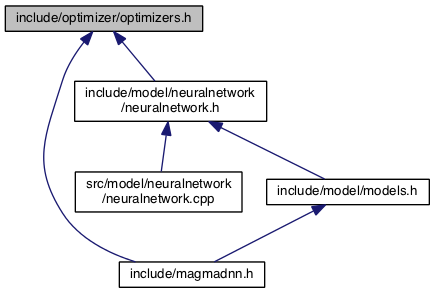 include/optimizer/optimizers.h
include/model/neuralnetwork
/neuralnetwork.h
src/model/neuralnetwork
/neuralnetwork.cpp
include/model/models.h
include/magmadnn.h